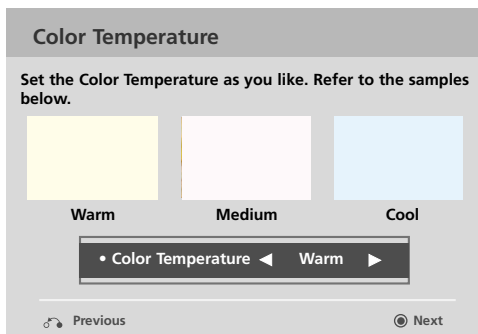 Color Temperature
Set the Color Temperature as you like. Refer to the samples
below.
Warm Medium Cool
• Color Temperature ◀ Warm ▶
Previous Next